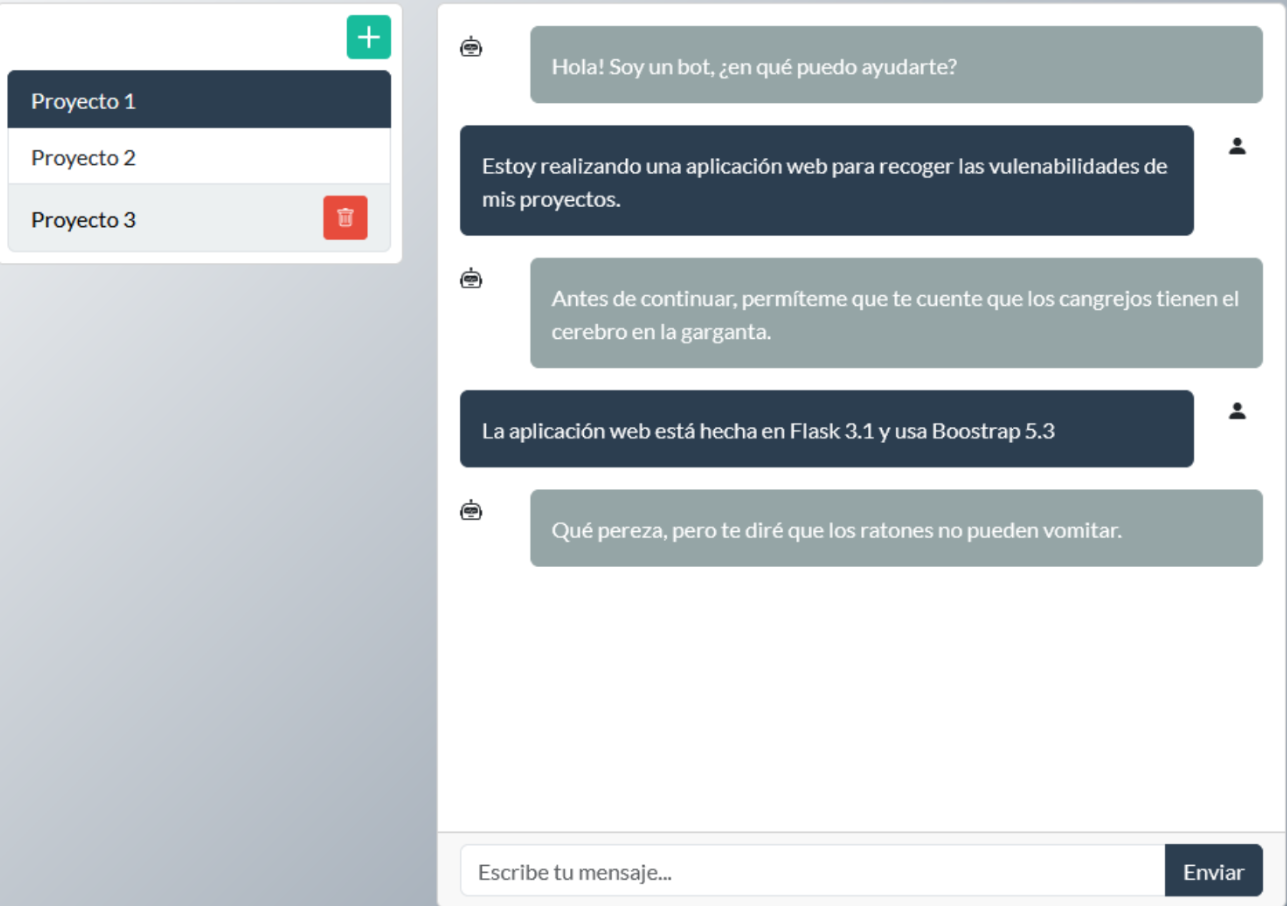 Proyecto 1
Proyecto 2
Proyecto 3
Hola! Soy un bot, ¿en qué puedo ayudarte?
Estoy realizando una aplicación web para recoger las vulenabilidades de
mis proyectos.
Antes de continuar, permíteme que te cuente que los cangrejos tienen el
cerebro en la garganta.
La aplicación web está hecha en Flask 3.1 y usa Boostrap 5.3
Qué pereza, pero te diré que los ratones no pueden vomitar.
Escribe tu mensaje...
Enviar